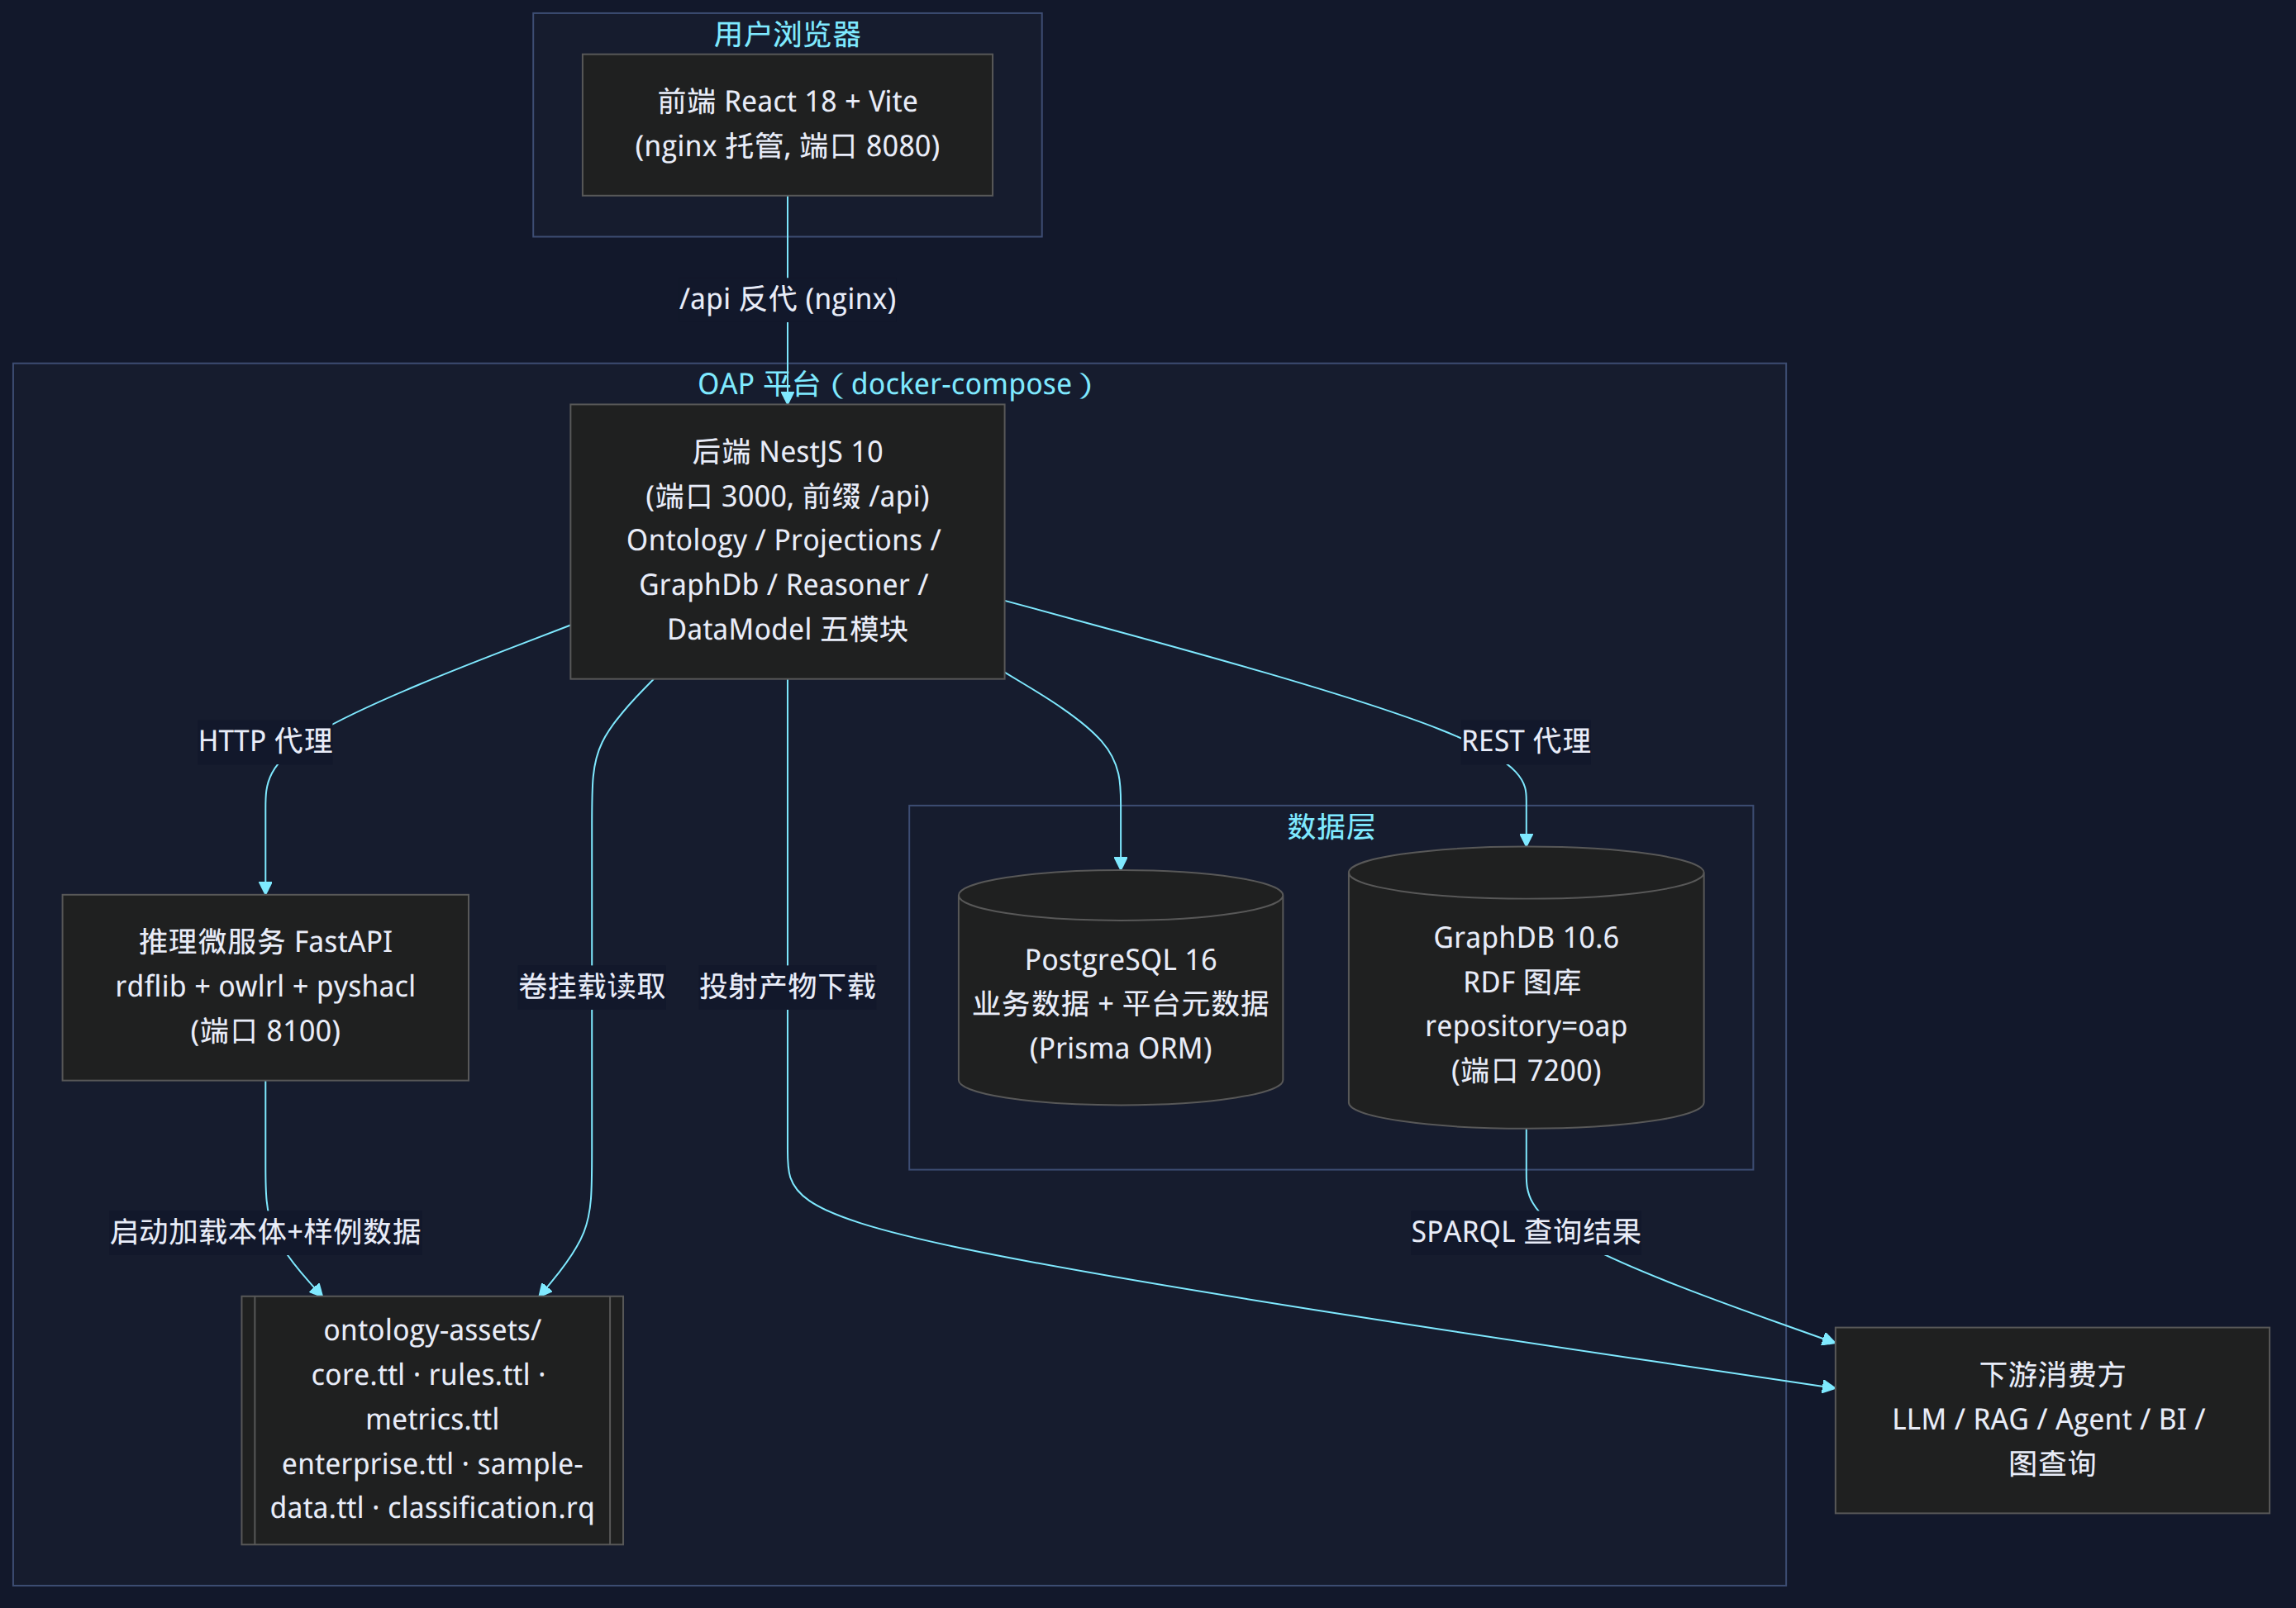 用户浏览器
前端 React 18 + Vite
(nginx 托管, 端口 8080)
/api 反代 (nginx)
OAP 平台（docker-compose）
后端 NestJS 10
(端口 3000, 前缀 /api)
Ontology / Projections /
GraphDb / Reasoner /
DataModel 五模块
HTTP 代理
REST 代理
数据层
推理微服务 FastAPI
rdflib + owlrl + pyshacl
(端口 8100)
卷挂载读取
投射产物下载
PostgreSQL 16
业务数据 + 平台元数据
(Prisma ORM)
GraphDB 10.6
RDF 图库
repository=oap
(端口 7200)
启动加载本体+样例数据
SPARQL 查询结果
ontology-assets/
core.ttl · rules.ttl ·
metrics.ttl
enterprise.ttl · sample-
data.ttl · classification.rq
下游消费方
LLM / RAG / Agent / BI /
图查询